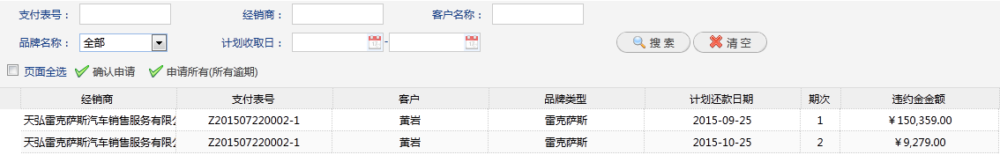 支付表号： 经销商： 客户名称：
品牌名称： 全部 计划收取日： - 搜 索 清 空
页面全选 确认申请 申请所有(所有逾期)
经销商 支付表号 客户 品牌类型 计划还款日期 期次 违约金金额
天弘雷克萨斯汽车销售服务有限 Z201507220002-1 黄岩 雷克萨斯 2015-09-25 1 ￥150,359.00
天弘雷克萨斯汽车销售服务有限 Z201507220002-1 黄岩 雷克萨斯 2015-10-25 2 ￥9,279.00